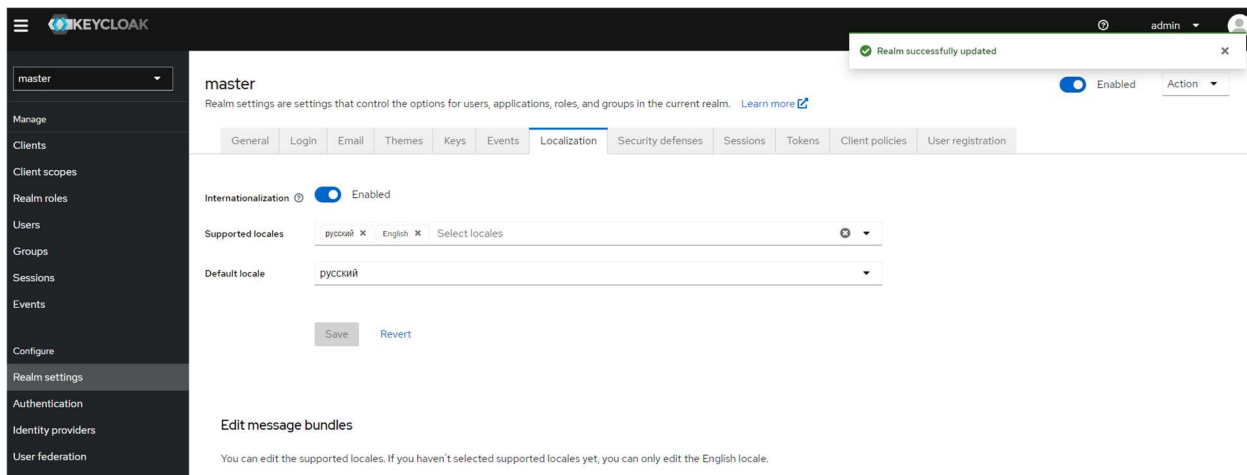 KEYCLOAK
admin
Realm successfully updated
master
master
Enabled
Action
Realm settings are settings that control the options for users, applications, roles, and groups in the current realm. Learn more
Manage
General Login Email Themes Keys Events Localization Security defenses Sessions Tokens Client policies User registration
Clients
Client scopes
Realm roles
Internationalization Enabled
Users
Supported locales русский English Select locales
Groups
Sessions
Default locale русский
Events
Save Revert
Configure
Realm settings
Authentication
Identity providers
Edit message bundles
User federation
You can edit the supported locales. If you haven't selected supported locales yet, you can only edit the English locale.